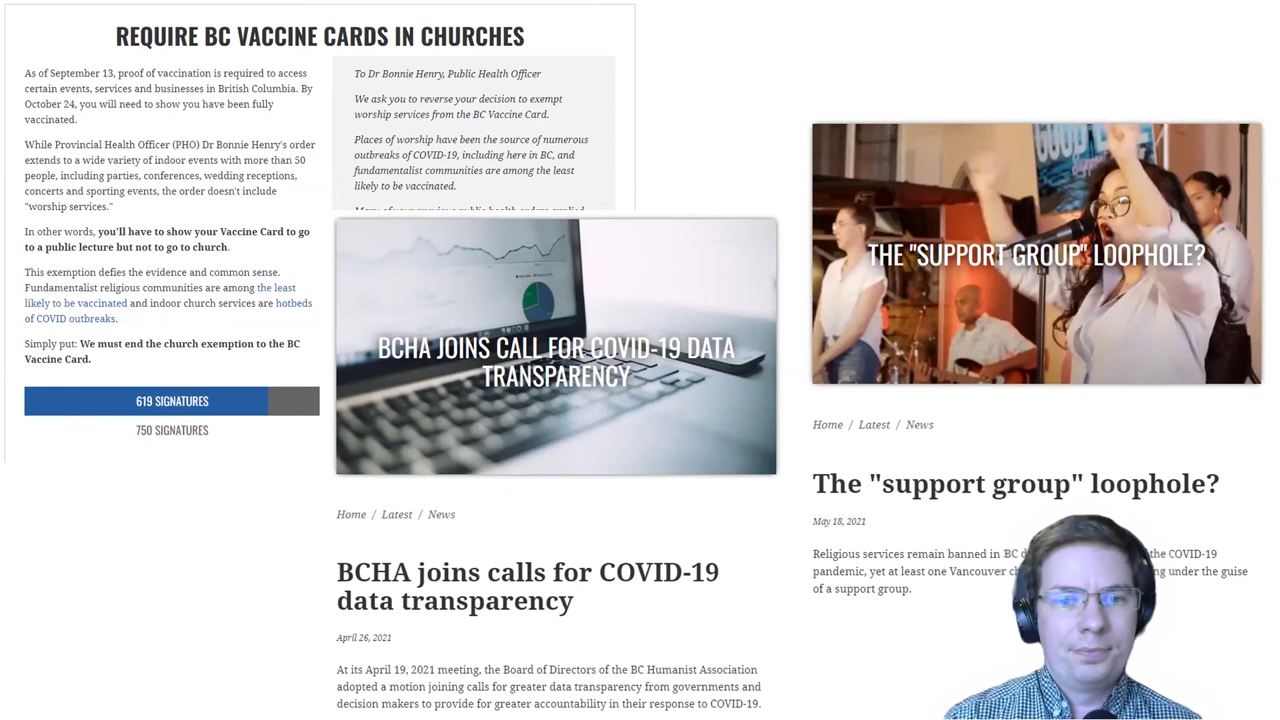 REQUIRE BC VACCINE CARDS IN CHURCHES
As of September 13, proof of vaccination is required to access
certain events, services and businesses in British Columbia. By
October 24, you will need to show you have been fully
vaccinated.
While Provincial Health Officer (PHO) Dr Bonnie Henry's order
extends to a wide variety of indoor events with more than 50
people, including parties, conferences, wedding receptions,
concerts and sporting events, the order doesn't include
"worship services."
In other words, you'll have to show your Vaccine Card to go
to a public lecture but not to go to church.
This exemption defies the evidence and common sense.
Fundamentalist religious communities are among the least
likely to be vaccinated and indoor church services are hotbeds
of COVID outbreaks.
Simply put: We must end the church exemption to the BC
Vaccine Card.
619 SIGNATURES
750 SIGNATURES
To Dr Bonnie Henry, Public Health Officer
We ask you to reverse your decision to exempt
worship services from the BC Vaccine Card.
Places of worship have been the source of numerous
outbreaks of COVID-19, including here in BC, and
fundamentalist communities are among the least
likely to be vaccinated.
BCHA JOINS CALL FOR COVID-19 DATA
TRANSPARENCY
Home / Latest / News
BCHA joins calls for COVID-19
data transparency
April 26, 2021
At its April 19, 2021 meeting, the Board of Directors of the BC Humanist Association
adopted a motion joining calls for greater data transparency from governments and
decision makers to provide for greater accountability in their response to COVID-19.
GOOD
THE "SUPPORT GROUP" LOOPHOLE?
Home / Latest / News
The "support group" loophole?
May 18, 2021
Religious services remain banned in BC the COVID-19
pandemic, yet at least one Vancouver under the guise
of a support group.